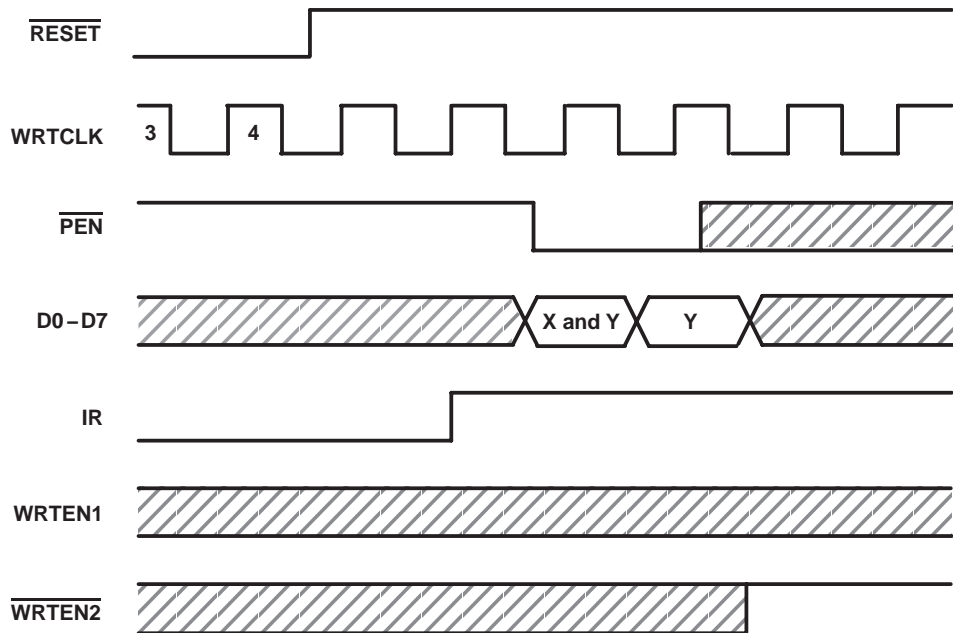 RESET
WRTCLK 3 4
PEN
D0–D7 X and Y Y
IR
WRTEN1
WRTEN2